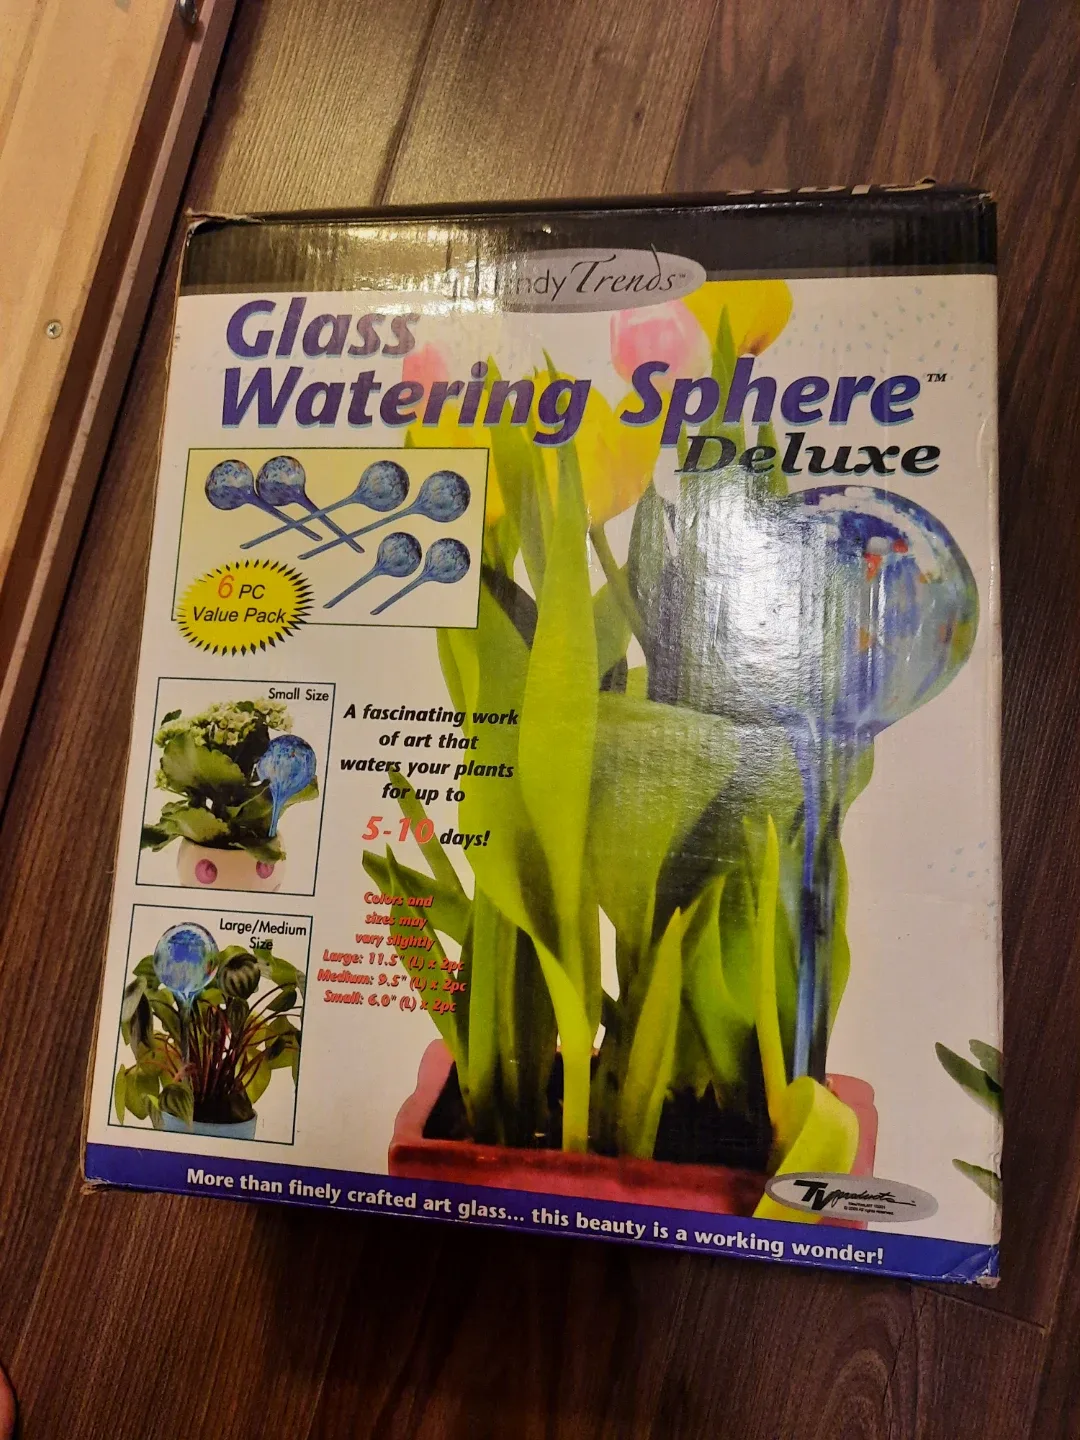 Trends™
Glass
Watering Sphere™
Deluxe
6 PC
Value Pack
Small Size
A fascinating work
of art that
waters your plants
for up to
5-10 days!
Large/Medium
Size
Colors and
sizes may
vary slightly
Large: 11.5" (L) x 2pc
Medium: 9.5" (L) x 2pc
Small: 6.0" (L) x 2pc
TVproducts
More than finely crafted art glass... this beauty is a working wonder!